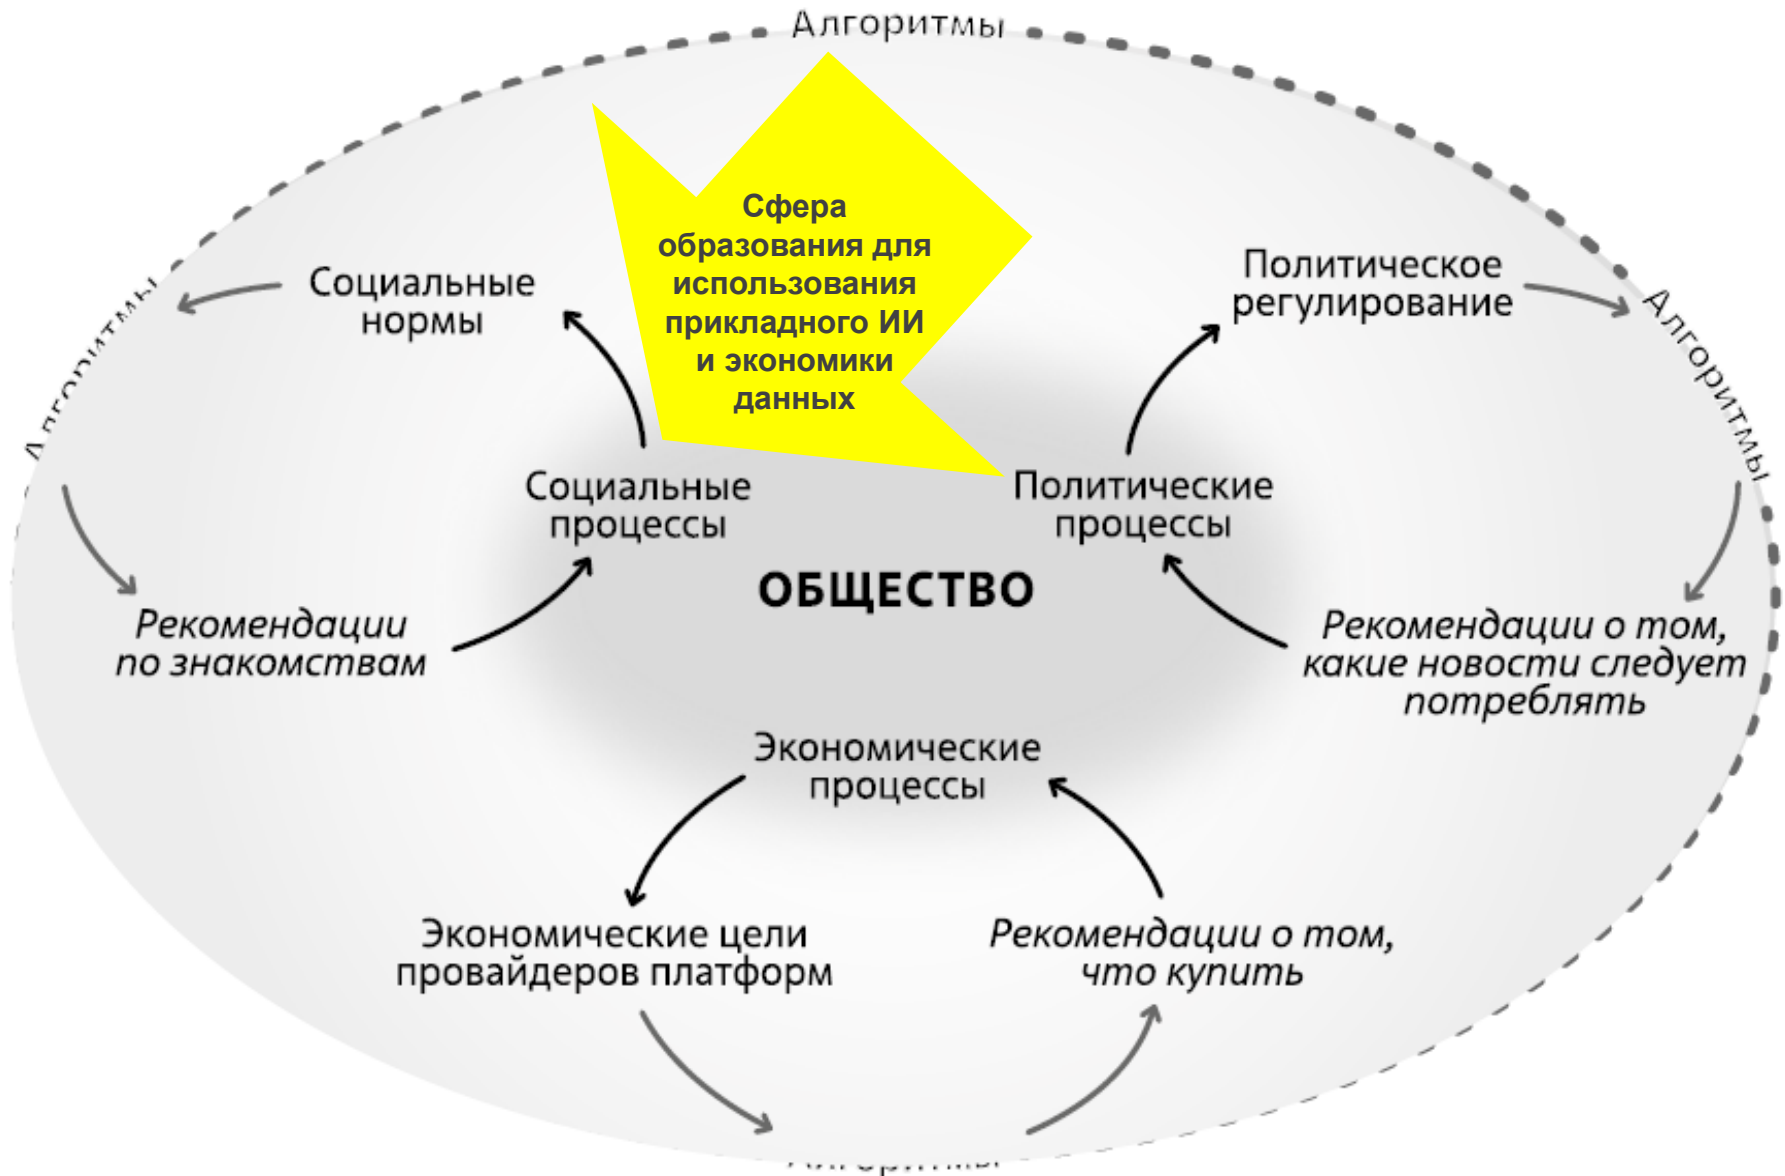 Алгоритмы
Сфера
образования для
использования
прикладного ИИ
и экономики
данных
Социальные
нормы
Политическое
регулирование
Алгоритмы
Алгоритмы
Социальные
процессы
Политические
процессы
ОБЩЕСТВО
Рекомендации
по знакомствам
Рекомендации о том,
какие новости следует
потреблять
Экономические
процессы
Экономические цели
провайдеров платформ
Рекомендации о том,
что купить